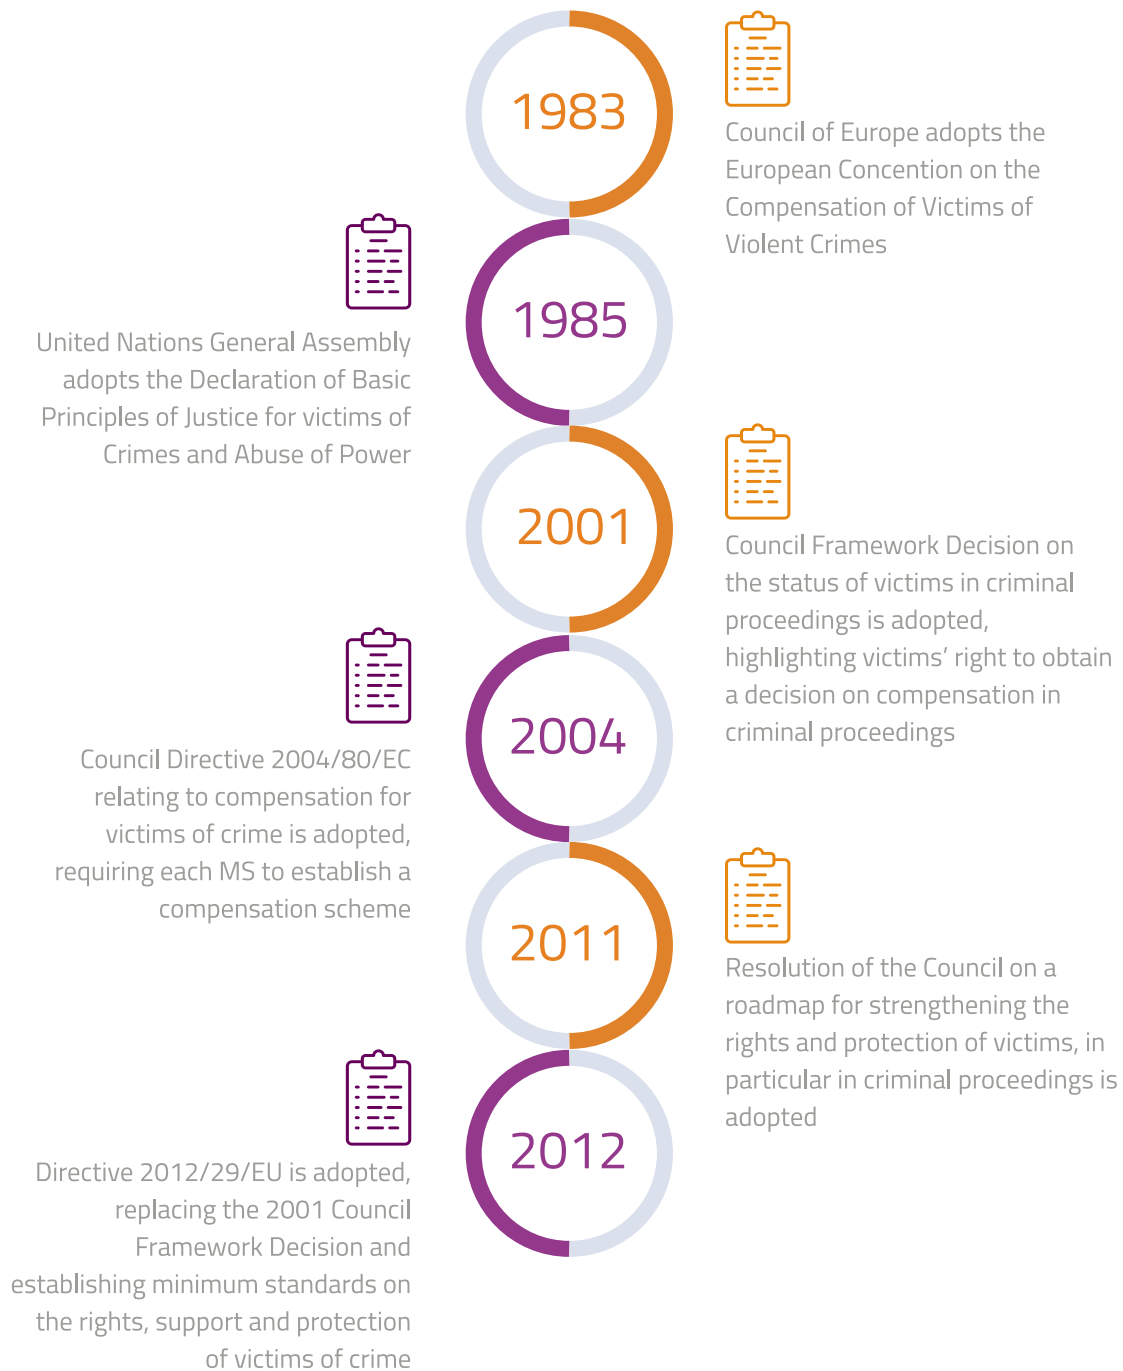 1983
Council of Europe adopts the
European Concention on the
Compensation of Victims of
Violent Crimes
1985
United Nations General Assembly
adopts the Declaration of Basic
Principles of Justice for victims of
Crimes and Abuse of Power
2001
Council Framework Decision on
the status of victims in criminal
proceedings is adopted,
highlighting victims’ right to obtain
a decision on compensation in
criminal proceedings
2004
Council Directive 2004/80/EC
relating to compensation for
victims of crime is adopted,
requiring each MS to establish a
compensation scheme
2011
Resolution of the Council on a
roadmap for strengthening the
rights and protection of victims, in
particular in criminal proceedings is
adopted
2012
Directive 2012/29/EU is adopted,
replacing the 2001 Council
Framework Decision and
establishing minimum standards on
the rights, support and protection
of victims of crime